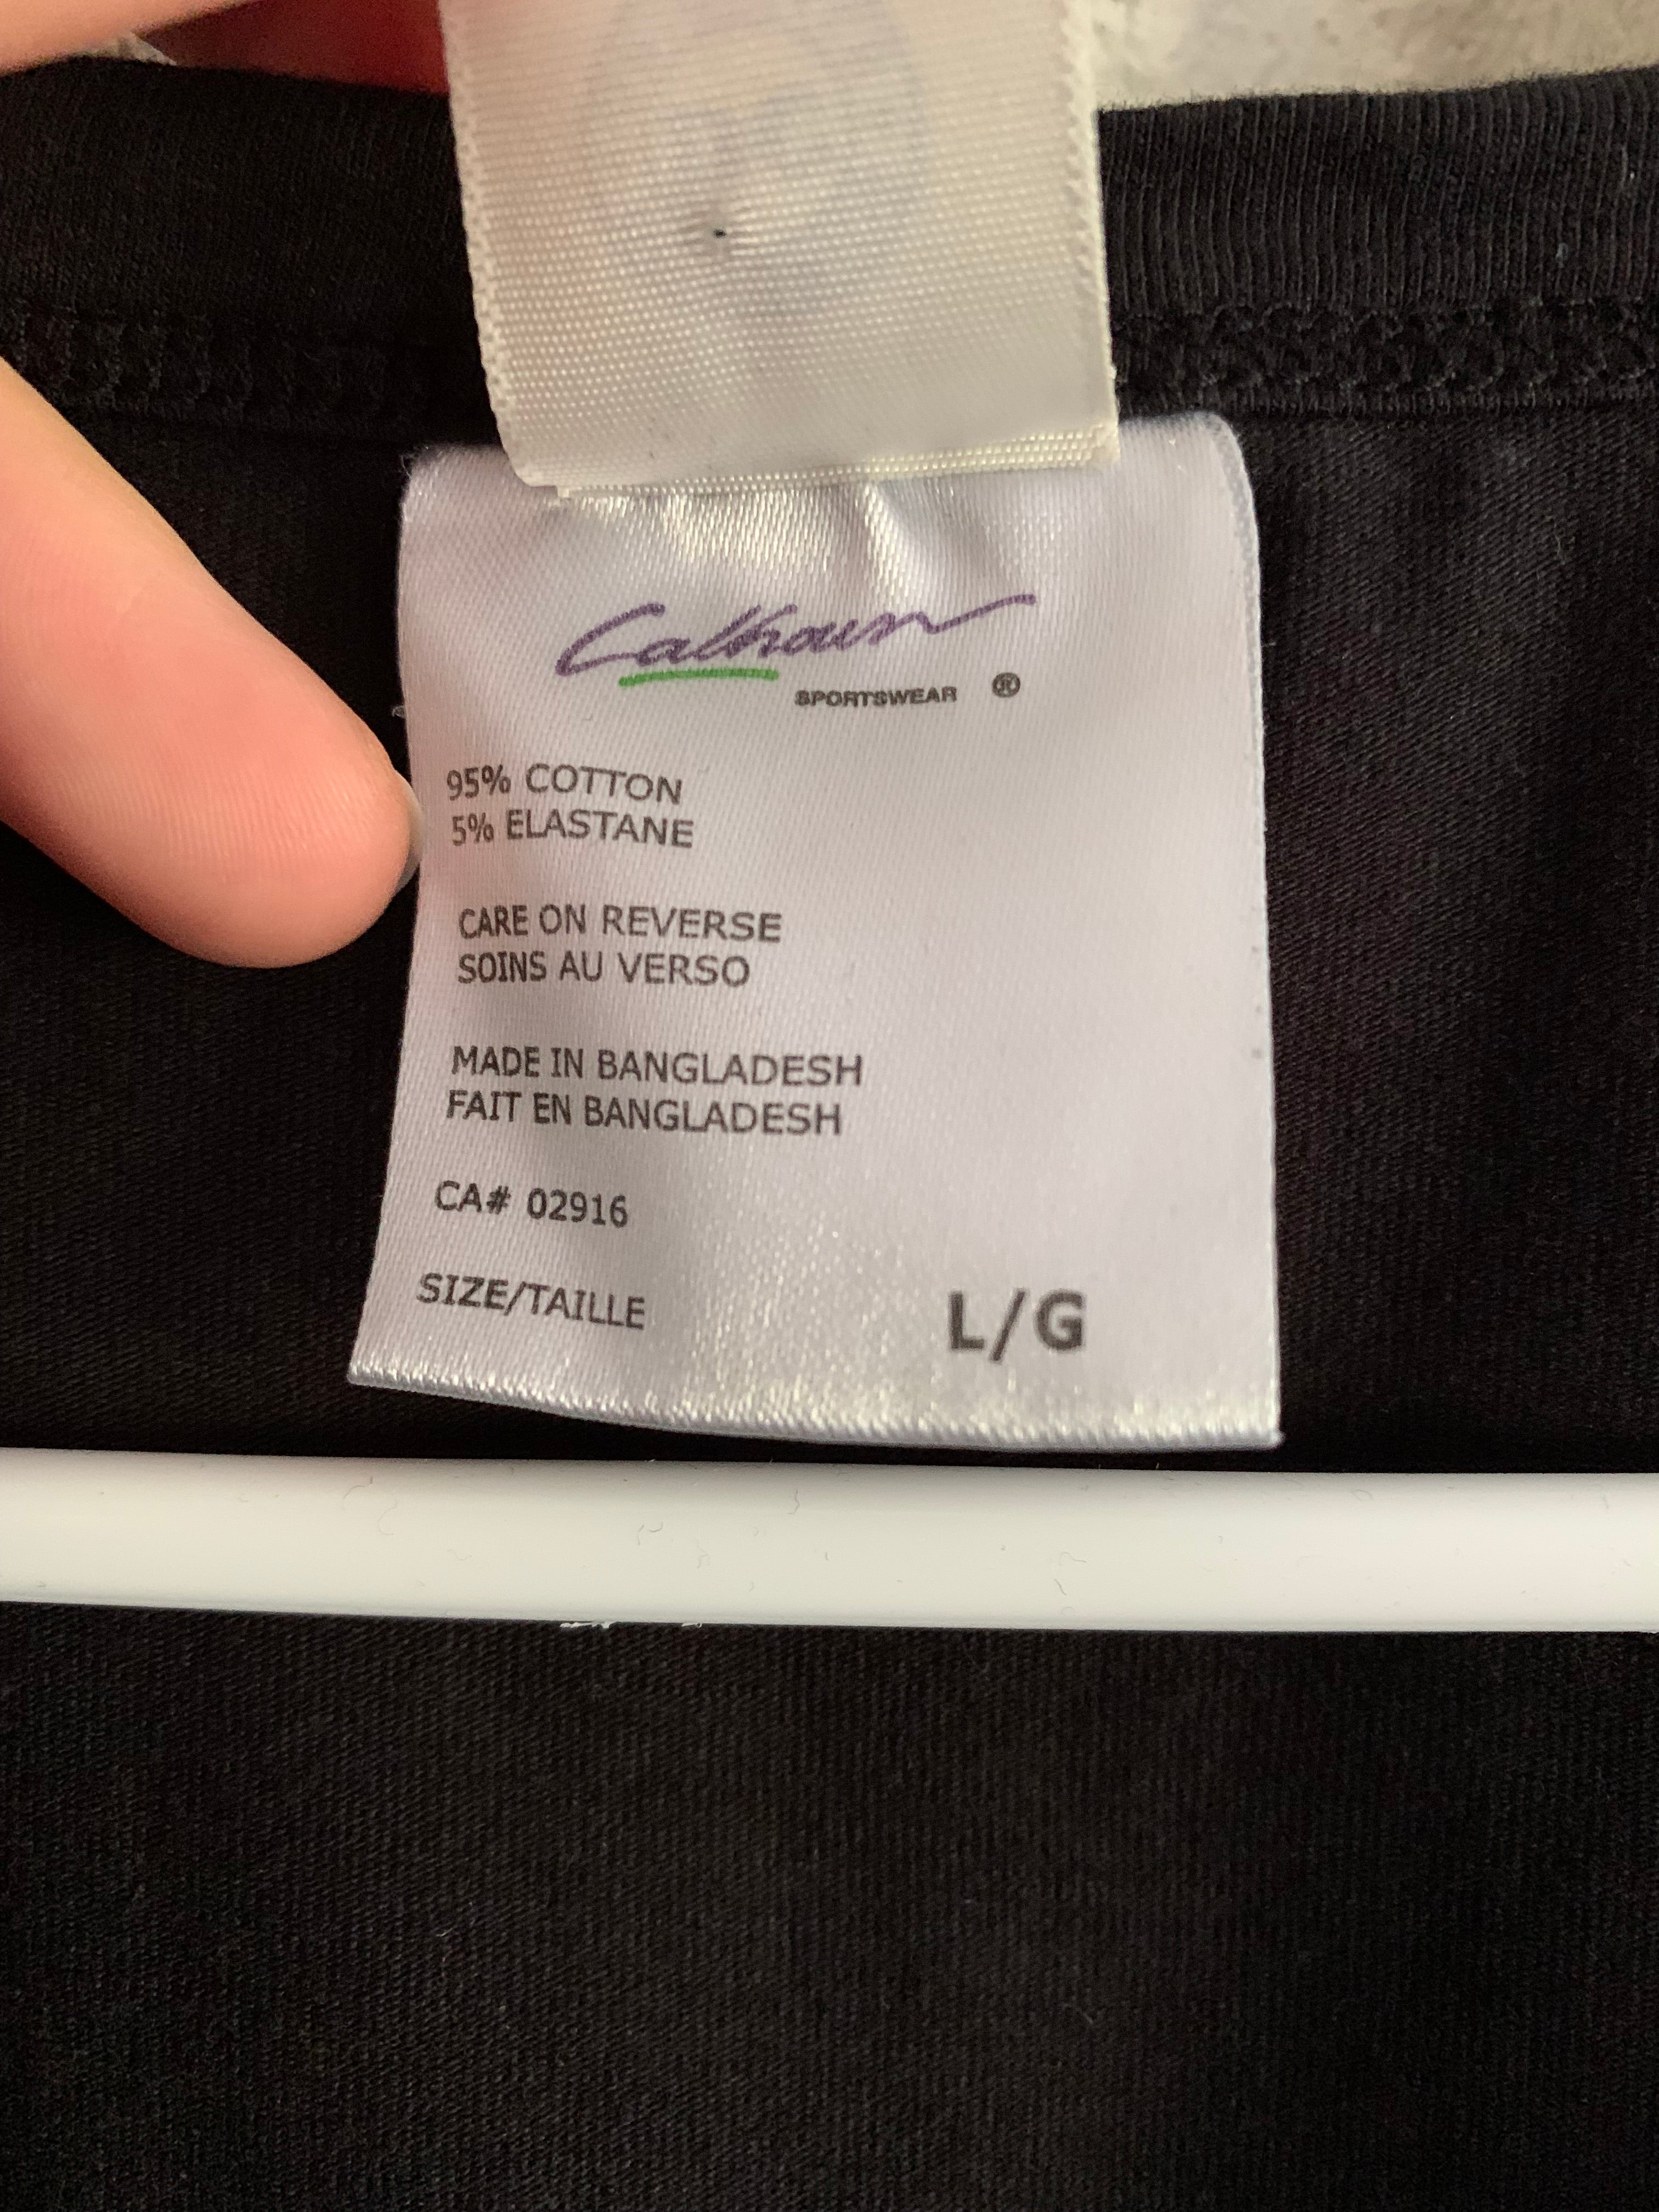 Calhoun
SPORTSWEAR ®
95% COTTON
5% ELASTANE
CARE ON REVERSE
SOINS AU VERSO
MADE IN BANGLADESH
FAIT EN BANGLADESH
CA# 02916
SIZE/TAILLE L/G